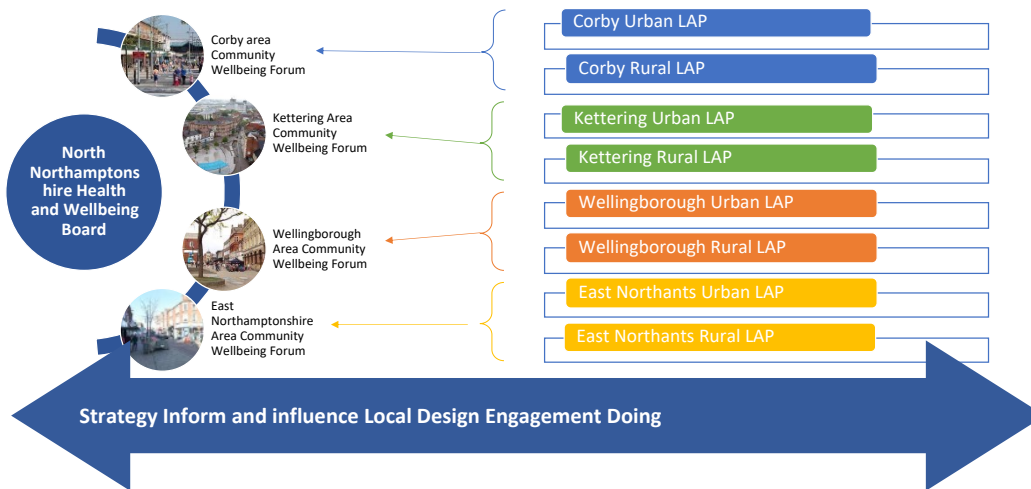 North
Northamptons
hire Health
and Wellbeing
Board
Corby area
Community
Wellbeing Forum
Kettering Area
Community
Wellbeing Forum
Wellingborough
Area Community
Wellbeing Forum
East
Northamptonshire
Area Community
Wellbeing Forum
Corby Urban LAP
Corby Rural LAP
Kettering Urban LAP
Kettering Rural LAP
Wellingborough Urban LAP
Wellingborough Rural LAP
East Northants Urban LAP
East Northants Rural LAP
Strategy Inform and influence Local Design Engagement Doing